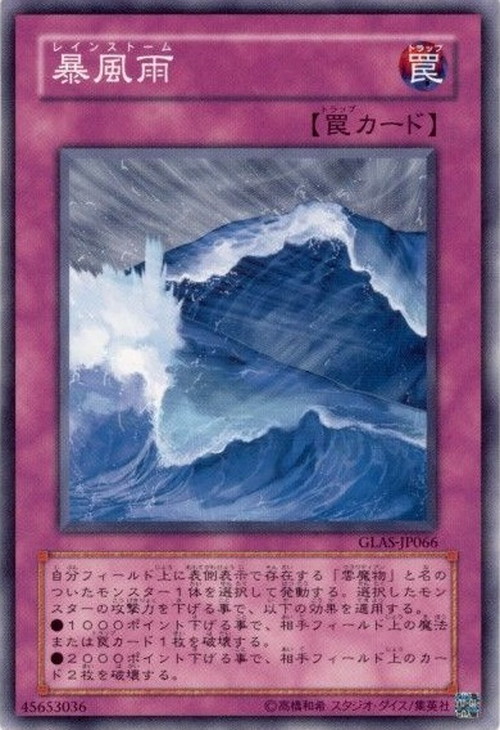 レインストーム
暴風雨
トラップ
罠
トラップ
【罠カード】
GLAS-JP066
自分フィールド上に表側表示で存在する「雲魔物」と名の
ついたモンスター1体を選択して発動する。選択したモン
スターの攻撃力を下げる事で、以下の効果を適用する。
●1000ポイント下げる事で、相手フィールド上の魔法
または罠カード1枚を破壊する。
●2000ポイント下げる事で、相手フィールド上のカー
ド2枚を破壊する。
45653036
©高橋和希 スタジオ・ダイス/集英社